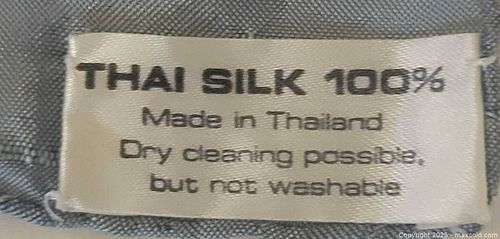 THAI SILK 100%
Made in Thailand
Dry cleaning possible,
but not washable
Copyright 2025 - maxsold.com